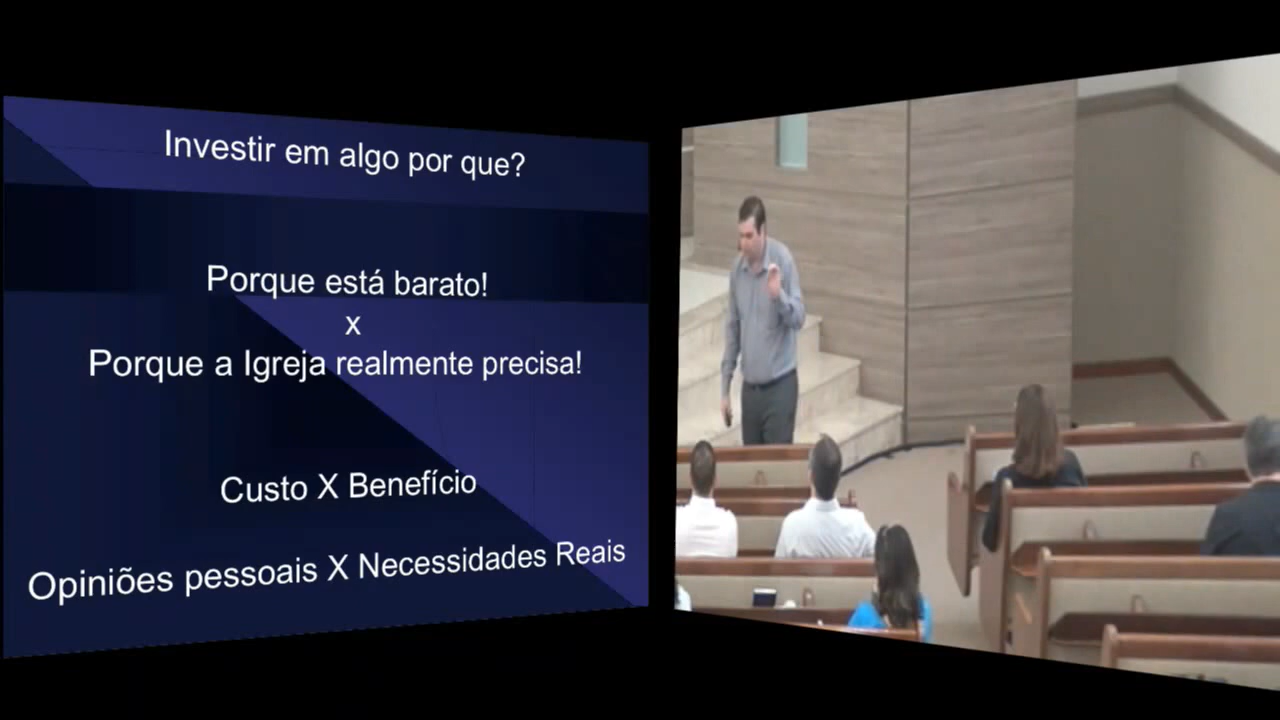 Investir em algo por que?
Porque está barato!
x
Porque a Igreja realmente precisa!
Custo X Benefício
Opiniões pessoais X Necessidades Reais